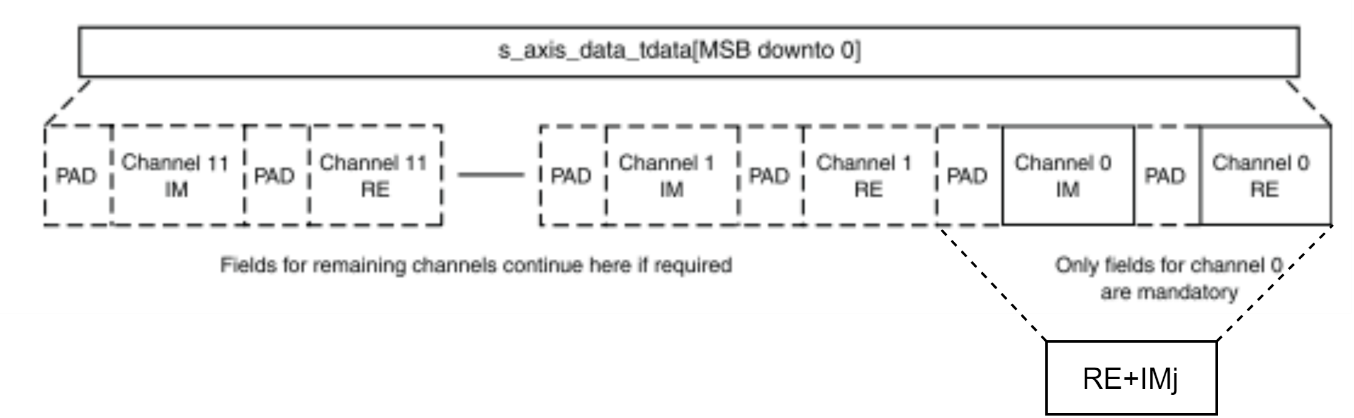 s_axis_data_tdata[MSB downto 0]
PAD
Channel 11
IM
PAD
Channel 11
RE
PAD
Channel 1
IM
PAD
Channel 1
RE
PAD
Channel 0
IM
PAD
Channel 0
RE
Fields for remaining channels continue here if required
Only fields for channel 0
are mandatory
RE+IMj